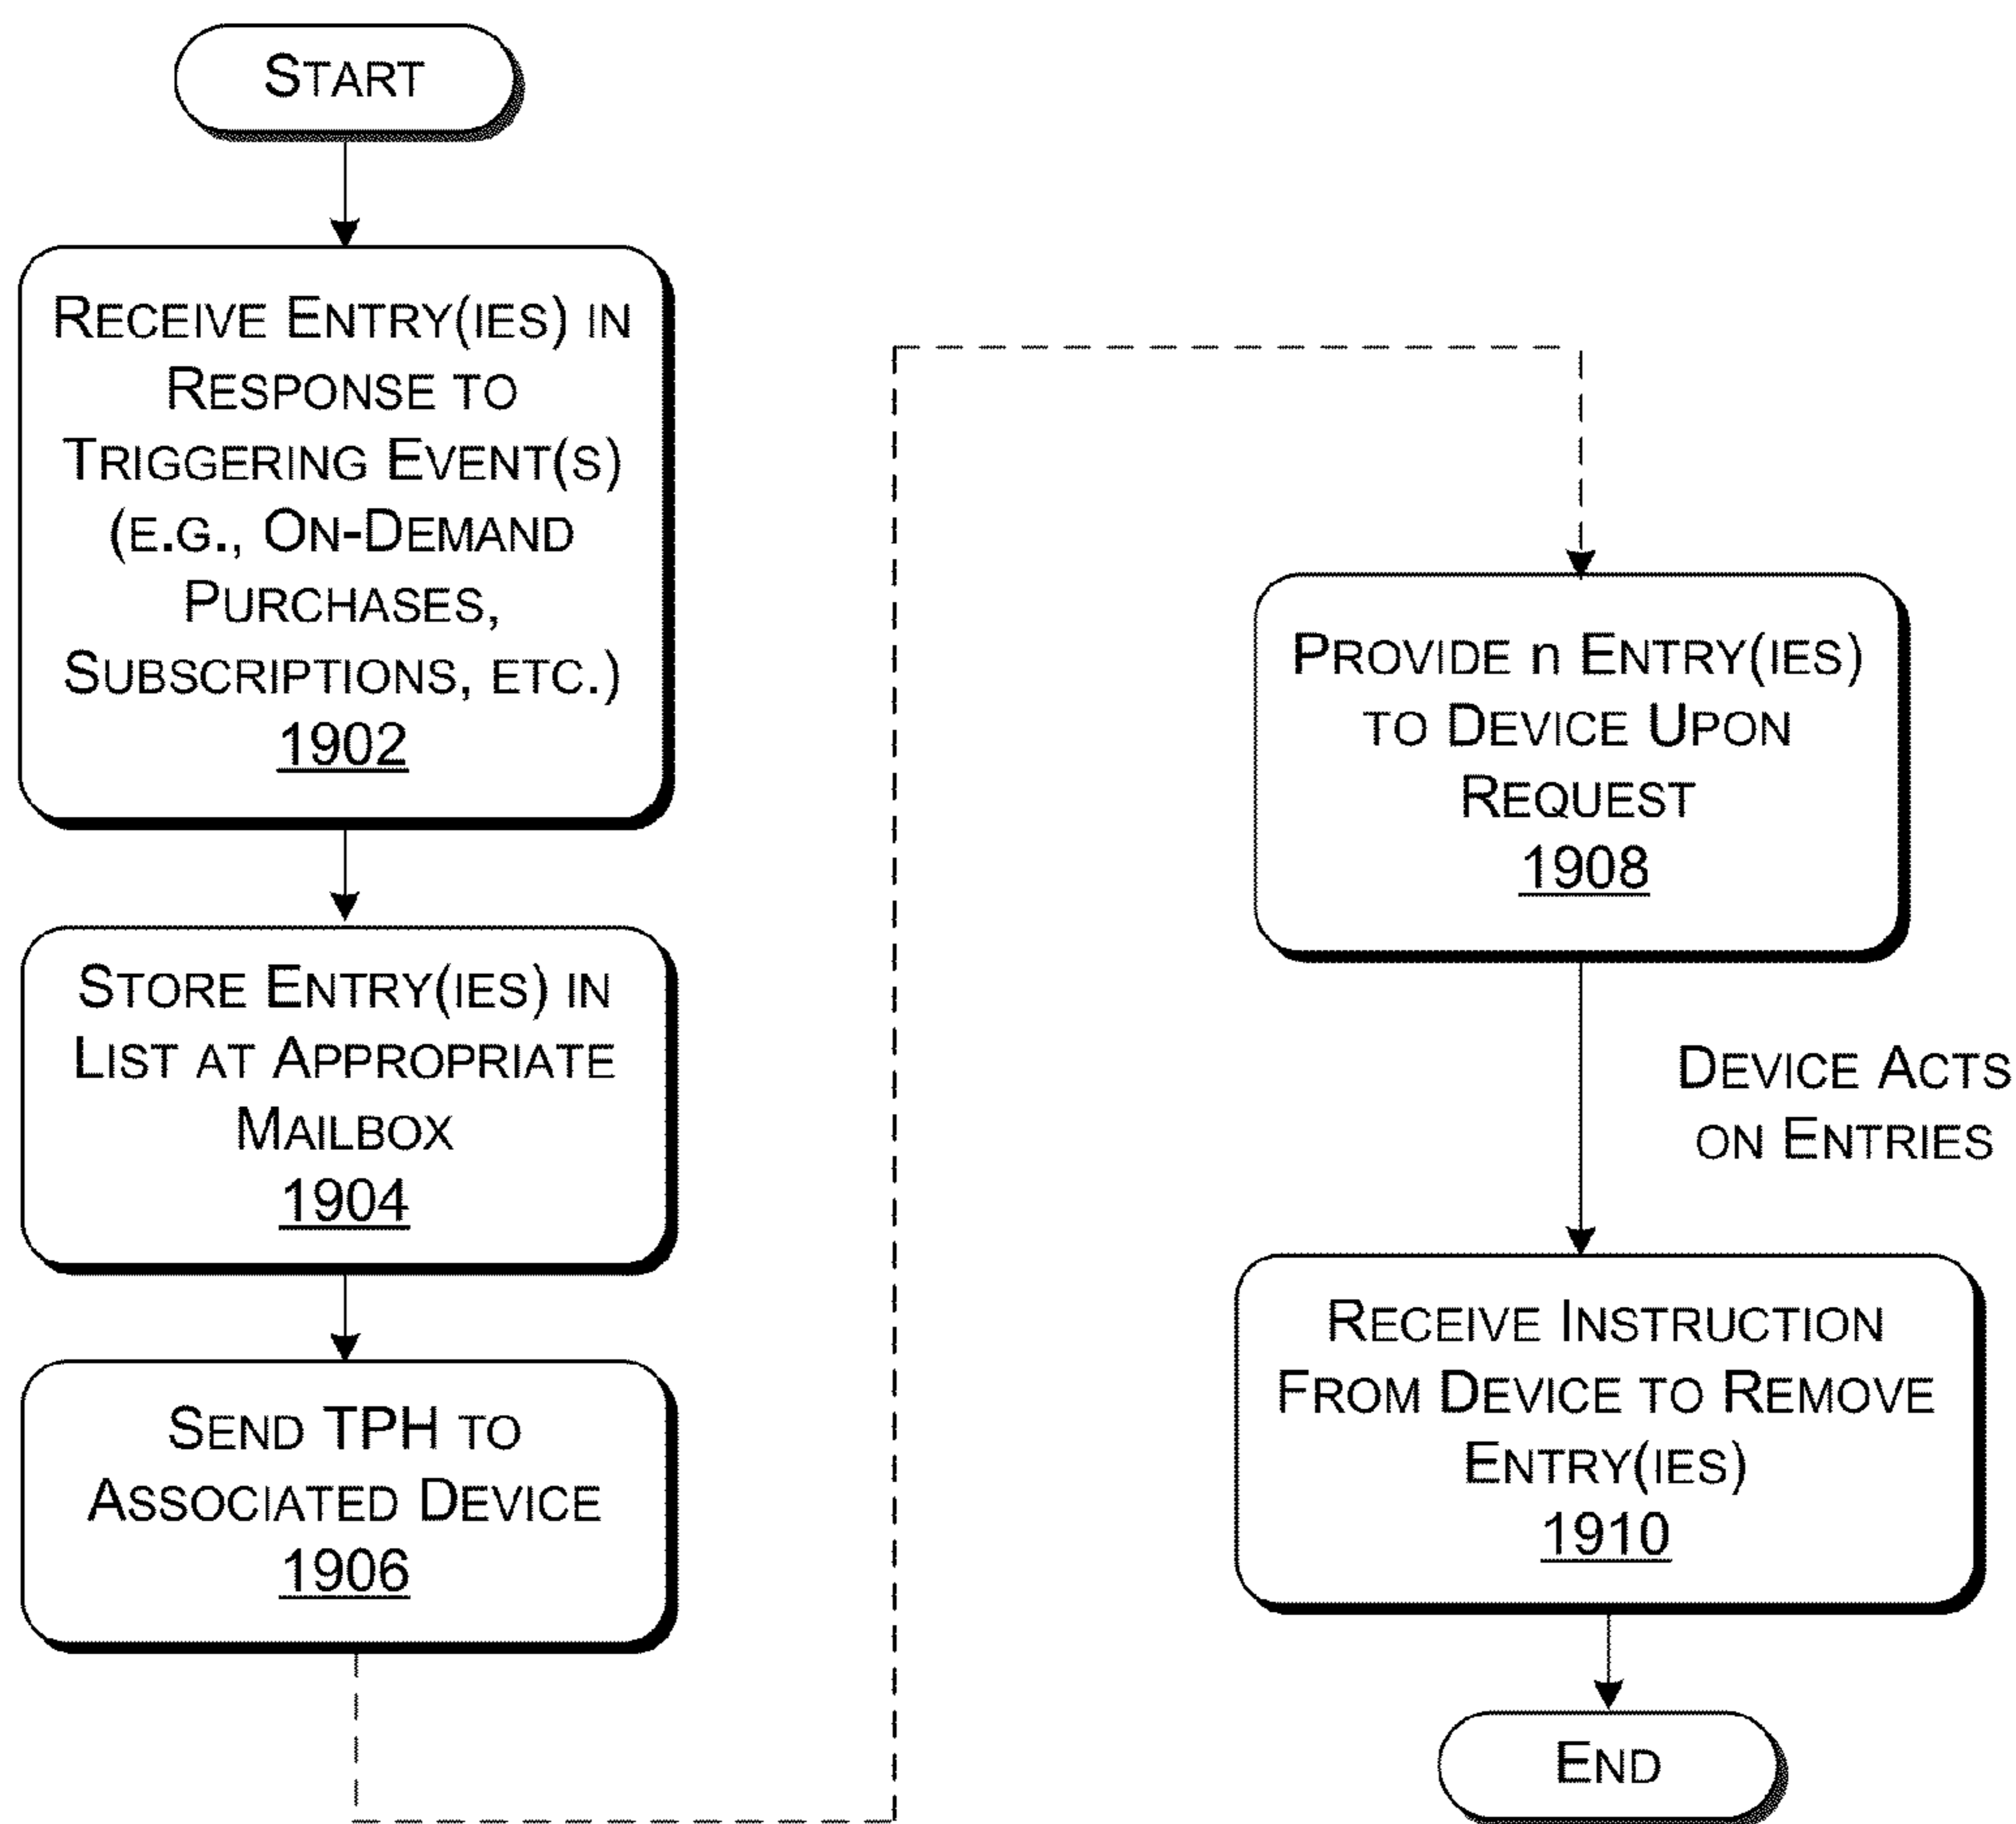 START
RECEIVE ENTRY(IES) IN
RESPONSE TO
TRIGGERING EVENT(S)
(E.G., ON-DEMAND
PURCHASES,
SUBSCRIPTIONS, ETC.)
1902
STORE ENTRY(IES) IN
LIST AT APPROPRIATE
MAILBOX
1904
SEND TPH TO
ASSOCIATED DEVICE
1906
PROVIDE n ENTRY(IES)
TO DEVICE UPON
REQUEST
1908
DEVICE ACTS
ON ENTRIES
RECEIVE INSTRUCTION
FROM DEVICE TO REMOVE
ENTRY(IES)
1910
END